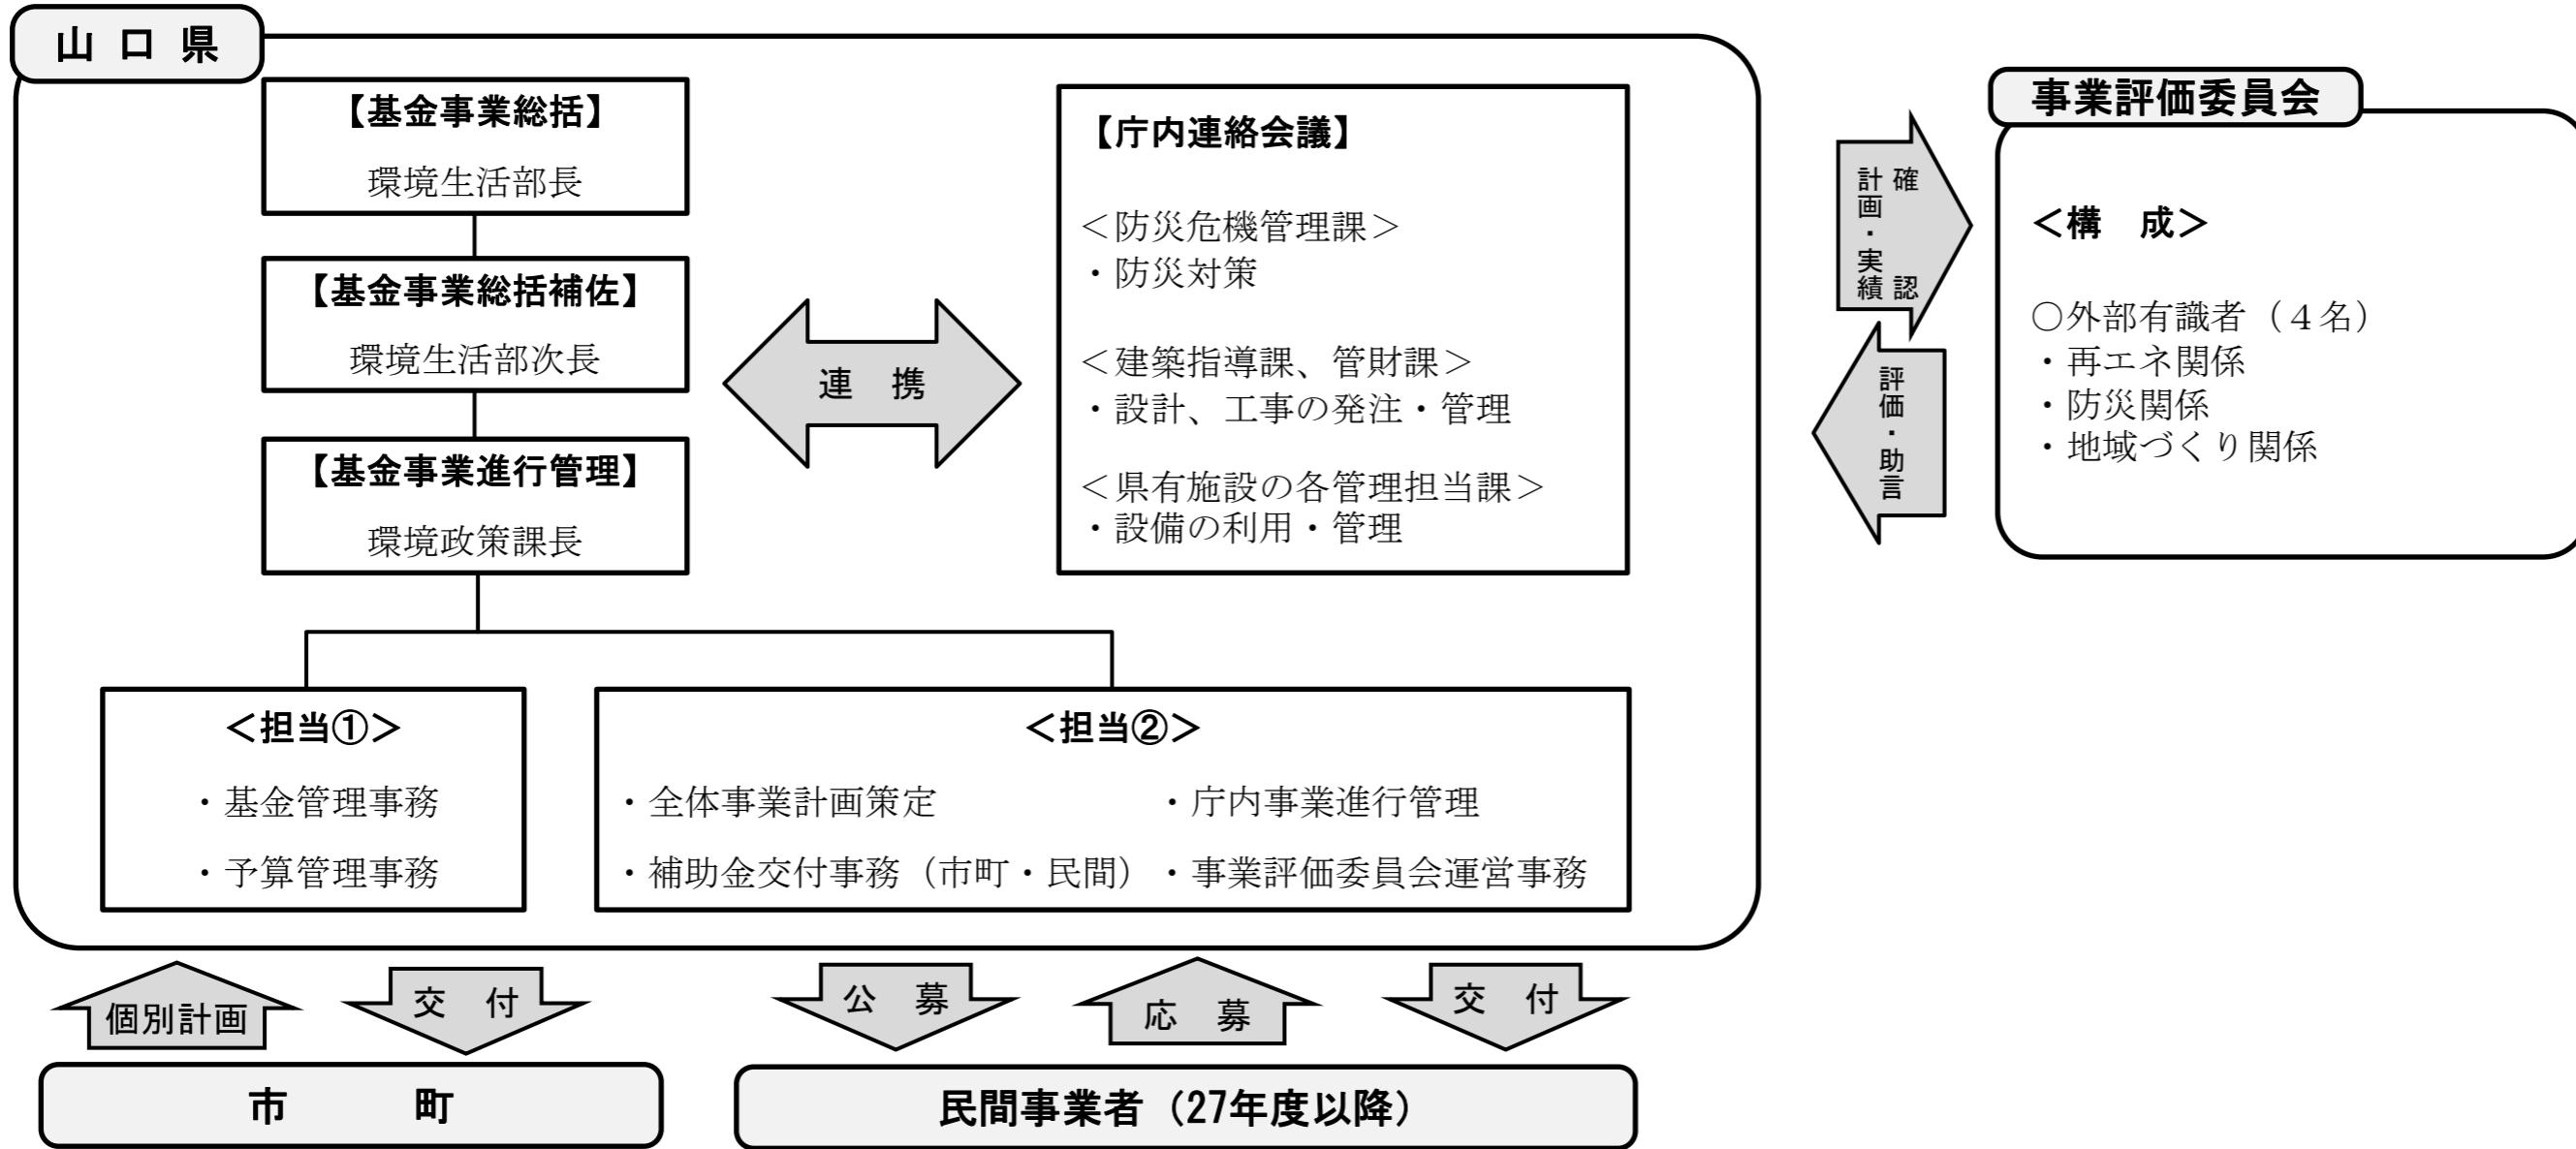 山 口 県
【基金事業総括】
環境生活部長
【基金事業総括補佐】
環境生活部次長
【基金事業進行管理】
環境政策課長
連　携
【庁内連絡会議】
＜防災危機管理課＞
・防災対策
＜建築指導課、管財課＞
・設計、工事の発注・管理
＜県有施設の各管理担当課＞
・設備の利用・管理
＜担当①＞
・基金管理事務
・予算管理事務
＜担当②＞
・全体事業計画策定　・庁内事業進行管理
・補助金交付事務（市町・民間）・事業評価委員会運営事務
計画・実績
確認
評価・助言
事業評価委員会
＜構　成＞
○外部有識者（４名）
・再エネ関係
・防災関係
・地域づくり関係
個別計画
交　付
公　募
応　募
交　付
市　町
民間事業者（27年度以降）